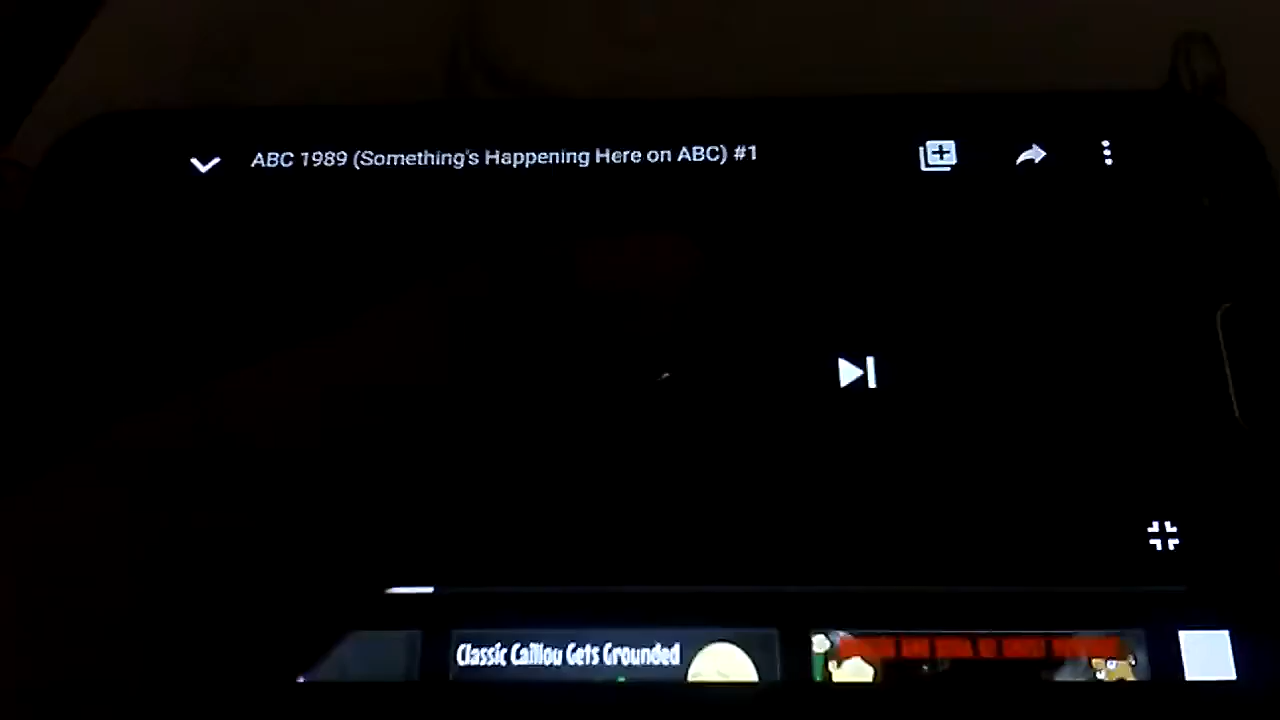 ABC 1989 (Something's Happening Here on ABC) #1
Classic Caillou Gets Grounded